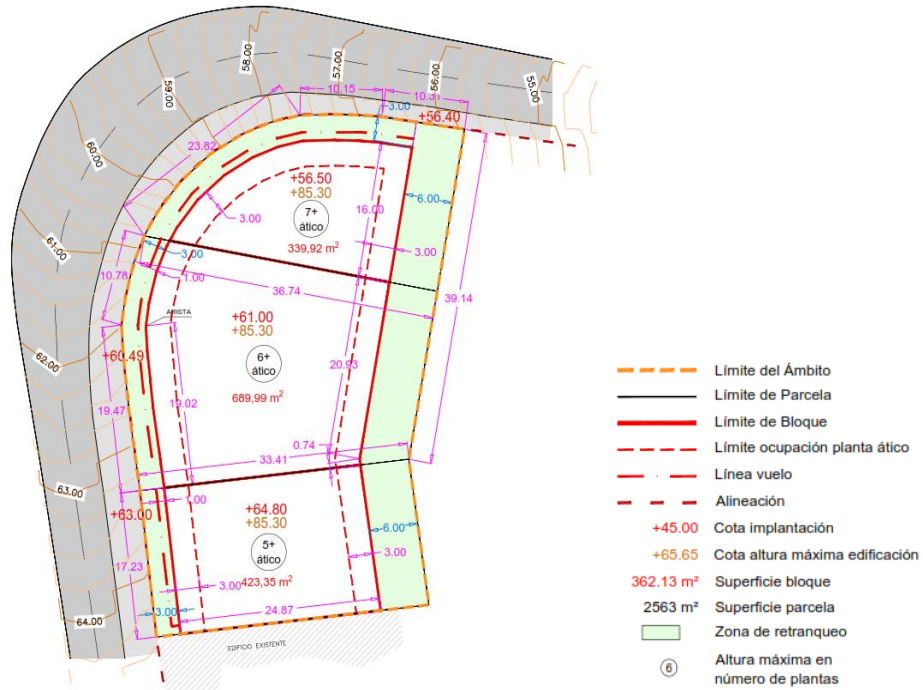 58.00
57.00
56.00
55.00
59.00
10.15
10.31
3.00
+56.40
60.00
23.82
+56.50
+85.30
7+
ático
339,92 m²
3.00
16.00
6.00
3.00
61.00
10.78
3.00
1.00
36.74
39.14
ARISTA
+61.00
+85.30
6+
ático
689,99 m²
62.00
+60.49
19.47
19.02
20.93
0.74
33.41
63.00
+63.00
1.00
+64.80
+85.30
5+
ático
423,35 m²
6.00
3.00
17.23
3.00
3.00
24.87
64.00
EDIFICIO EXISTENTE
Límite del Ámbito
Límite de Parcela
Límite de Bloque
Límite ocupación planta ático
Línea vuelo
Alineación
+45.00 Cota implantación
+65.65 Cota altura máxima edificación
362.13 m² Superficie bloque
2563 m² Superficie parcela
Zona de retranqueo
6 Altura máxima en
número de plantas